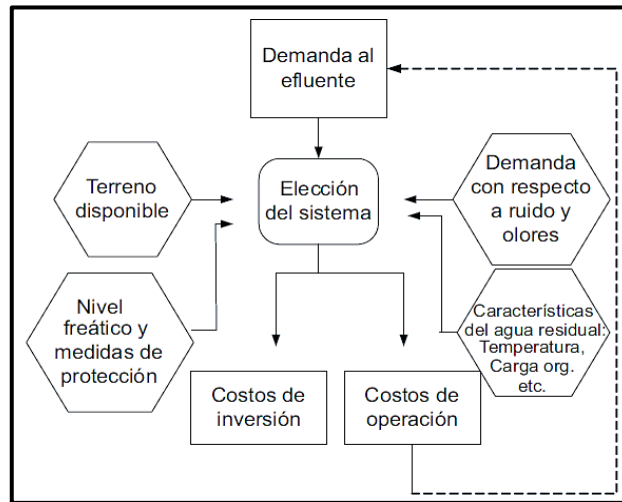 Demanda al
efluente
Terreno
disponible
Elección
del sistema
Demanda
con respecto
a ruido y
olores
Nivel
freático y
medidas de
protección
Características
del agua residual:
Temperatura,
Carga org.
etc.
Costos de
inversión
Costos de
operación